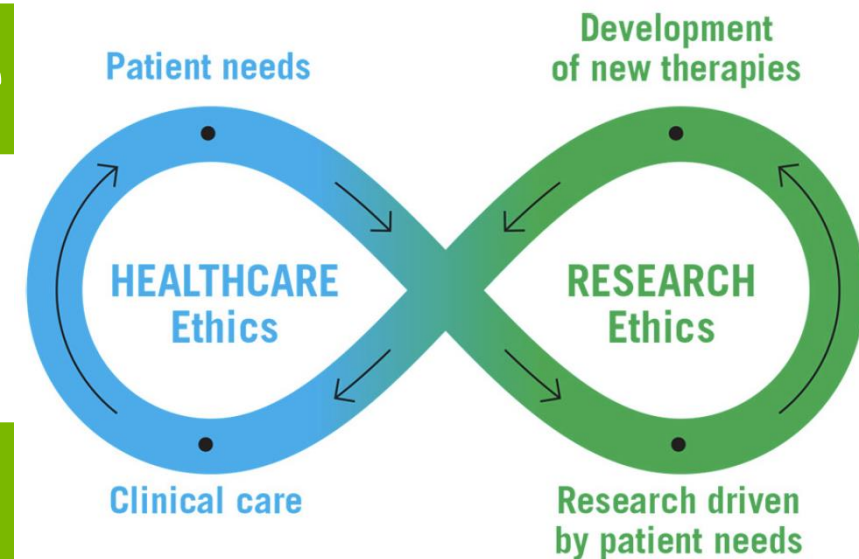 Patient needs
Development
of new therapies
HEALTHCARE
Ethics
RESEARCH
Ethics
Clinical care
Research driven
by patient needs